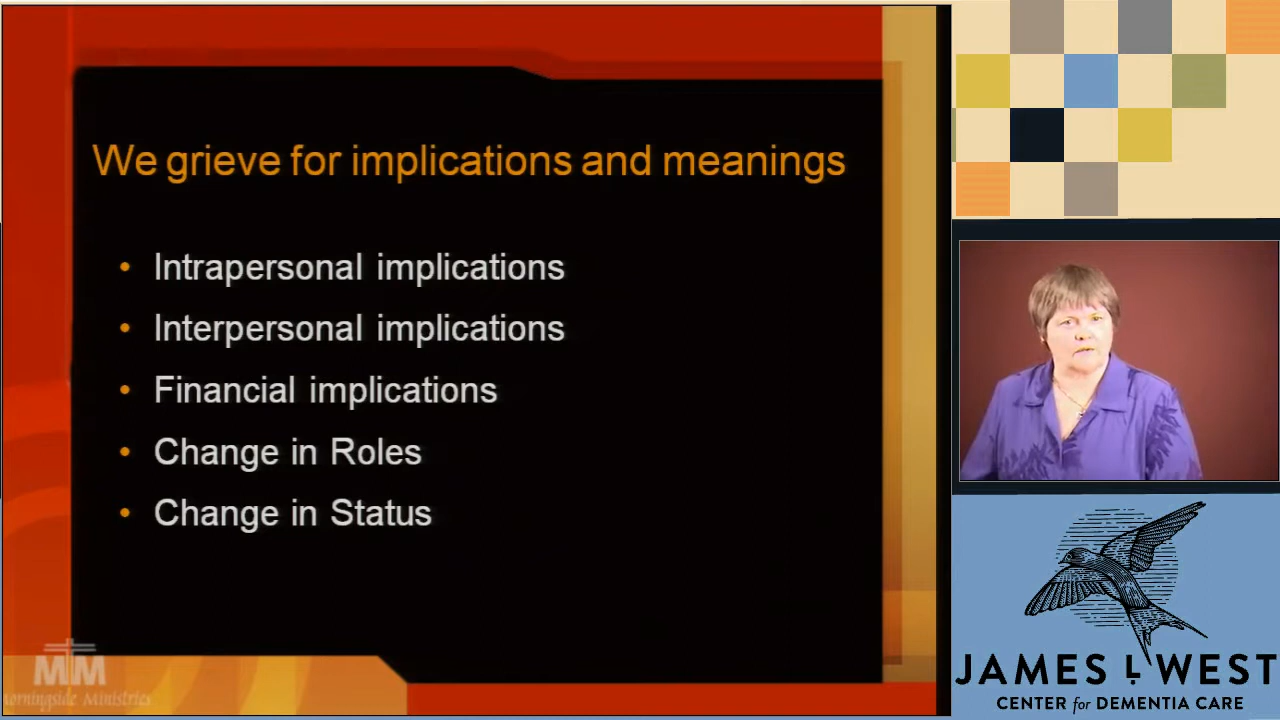 We grieve for implications and meanings
• Intrapersonal implications
• Interpersonal implications
• Financial implications
• Change in Roles
• Change in Status
MM
Morningside Ministries
JAMES L WEST
CENTER for DEMENTIA CARE